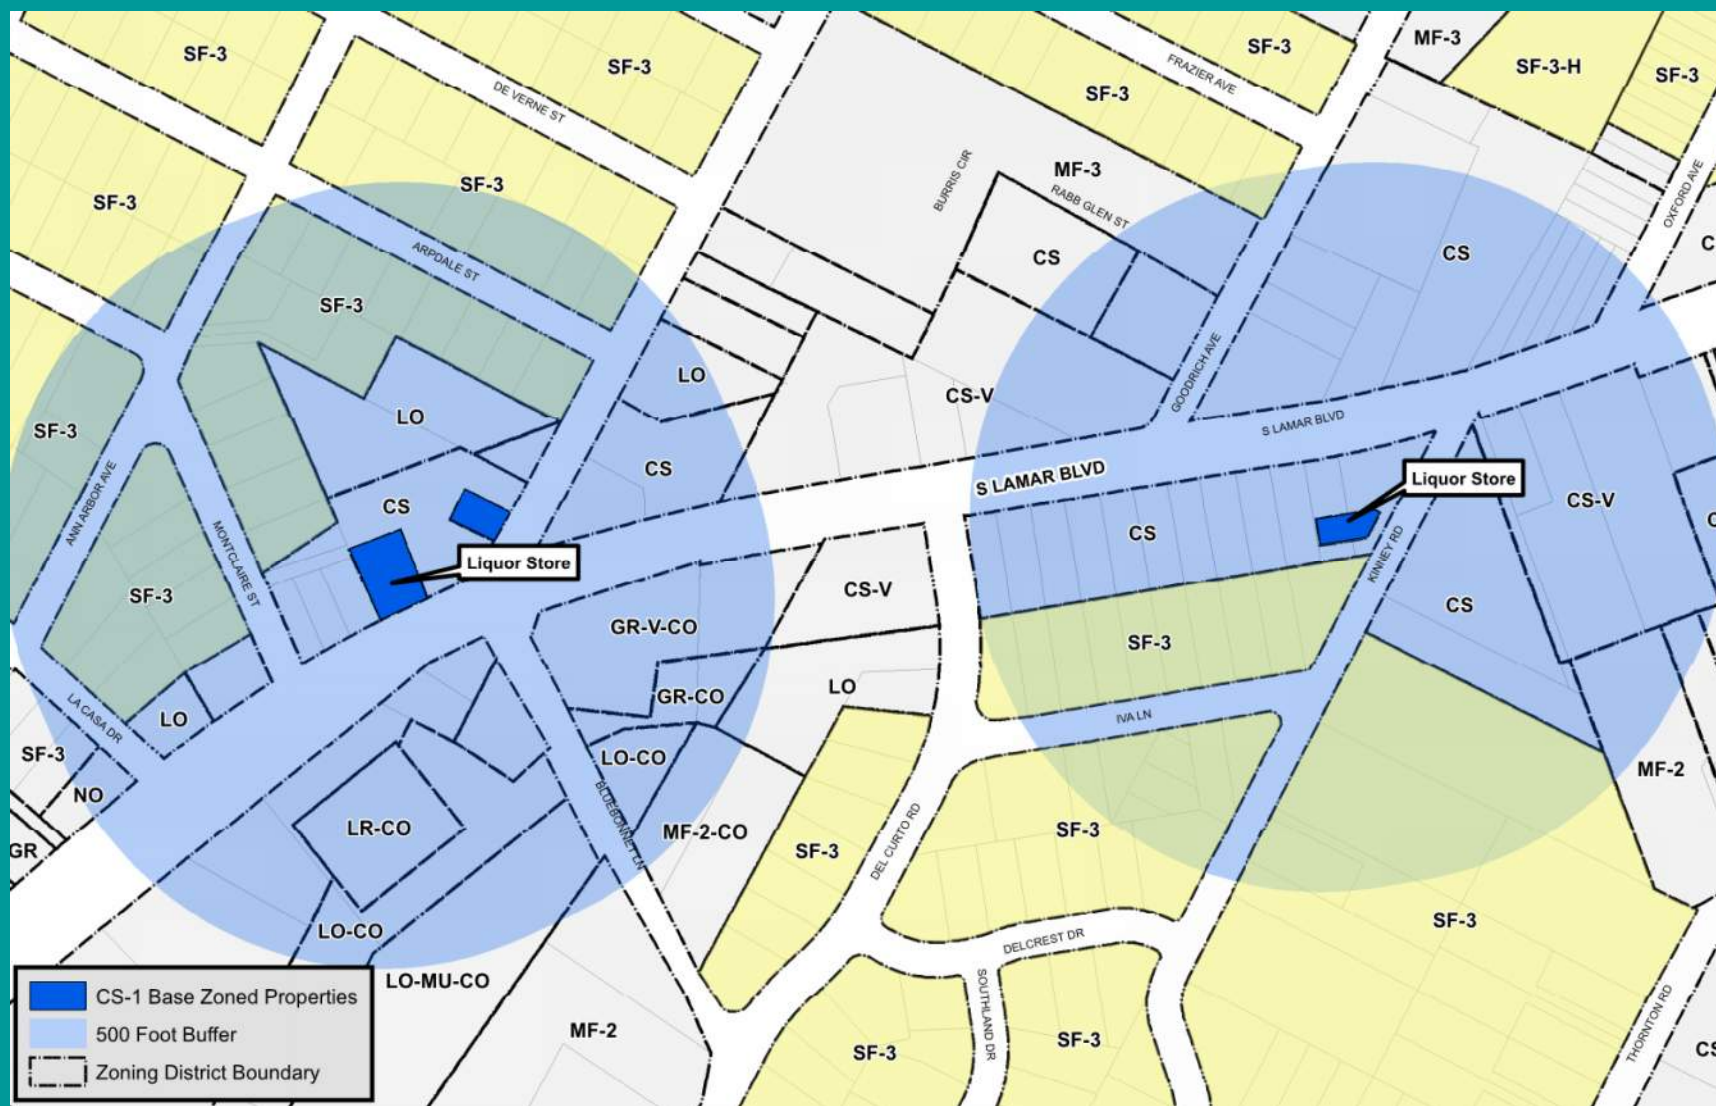 SF-3
SF-3
DE VERNE ST
SF-3
SF-3
FRAZIER AVE
SF-3
MF-3
SF-3-H
SF-3
SF-3
SF-3
ARPDALE ST
SF-3
BURRIS CIR
MF-3
RABB GLEN ST
CS
CS
OXFORD AVE
C
LO
LO
CS-V
GOODRICH AVE
S LAMAR BLVD
SF-3
ANN ARBOR AVE
MONTCLAIRE ST
CS
CS
S LAMAR BLVD
Liquor Store
CS-V
C
CS
KINNEY RD
Liquor Store
SF-3
CS-V
GR-V-CO
CS
SF-3
LO
GR-CO
LO
IVA LN
LA CASA DR
SF-3
NO
LO-CO
BLUEBONNET LN
MF-2
GR
LR-CO
MF-2-CO
SF-3
DEL CURTO RD
SF-3
LO-CO
SF-3
DELCREST DR
LO-MU-CO
MF-2
SF-3
SOUTHLAND DR
SF-3
THORNTON RD
CS
CS-1 Base Zoned Properties
500 Foot Buffer
Zoning District Boundary